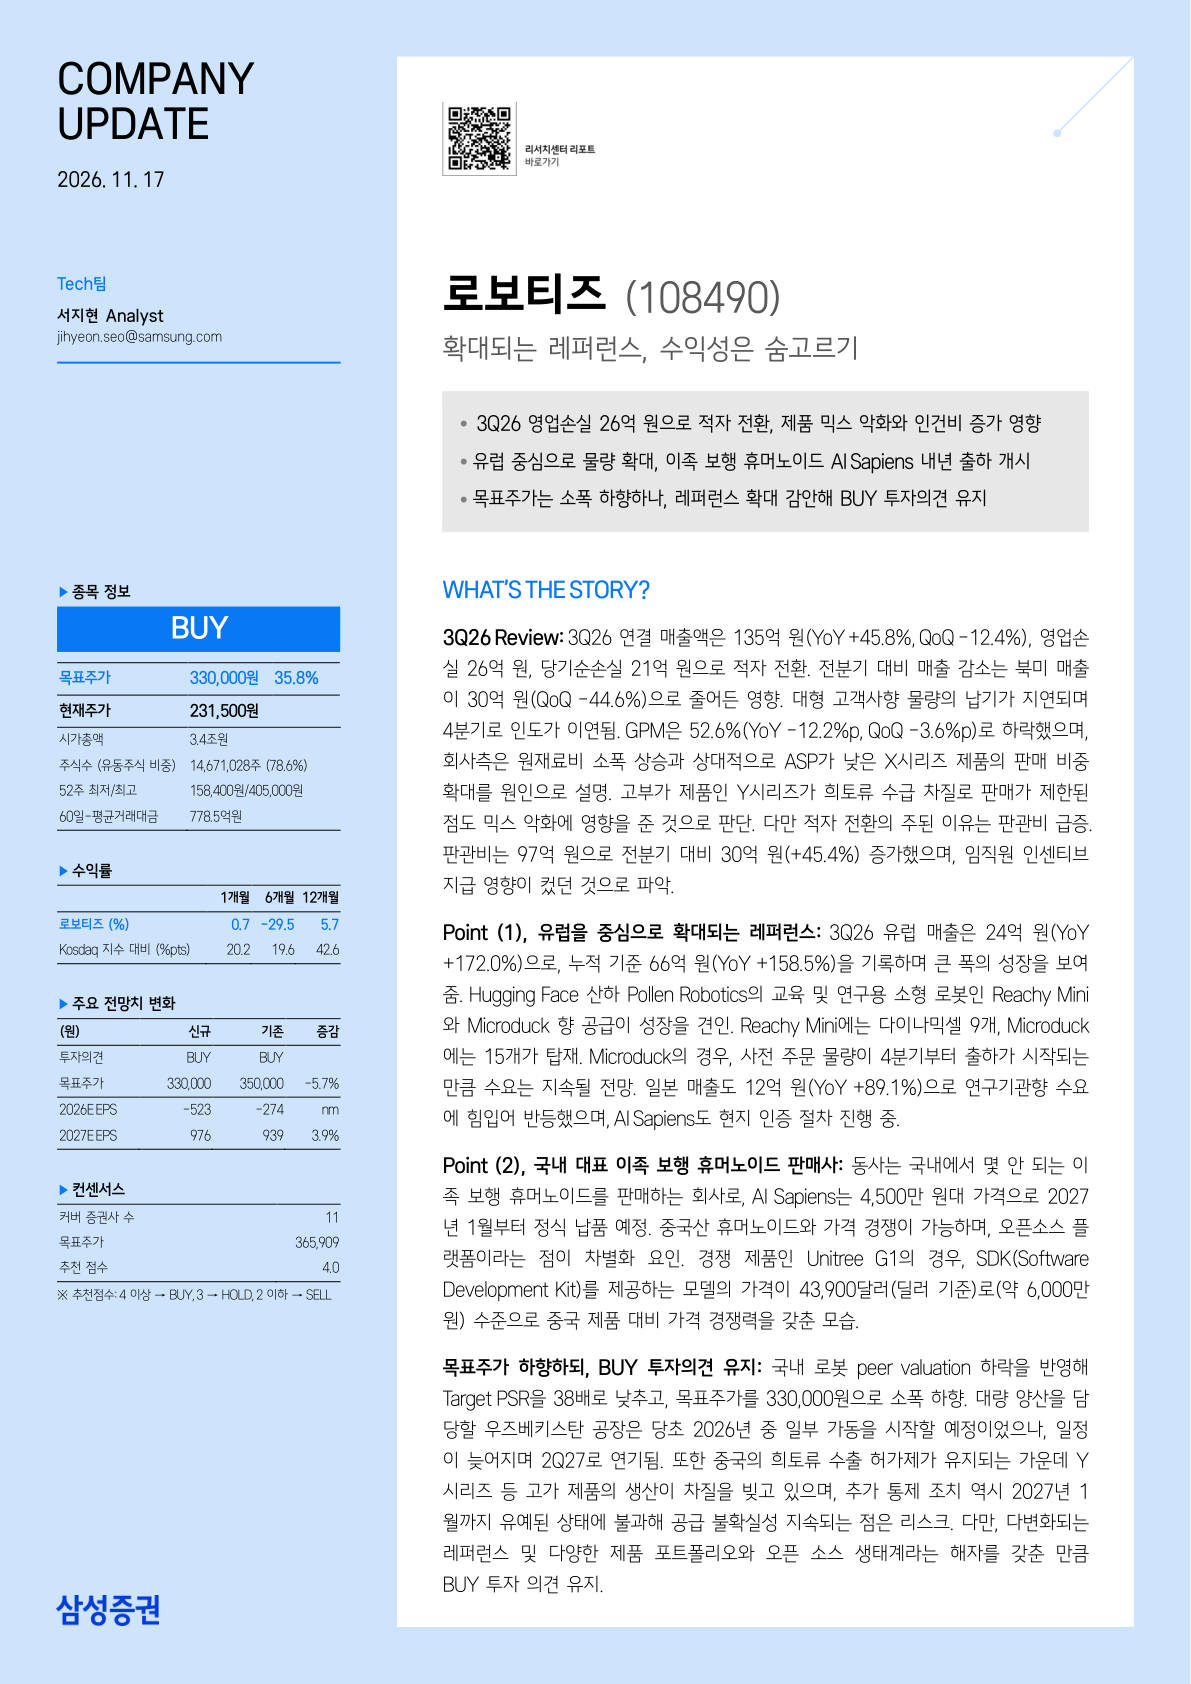 COMPANY
UPDATE
2026. 11. 17
Tech팀
서지현 Analyst
jihyeon.seo@samsung.com
▶ 종목 정보
BUY
목표주가 330,000원 35.8%
현재주가 231,500원
시가총액 3.4조원
주식수 (유동주식 비중) 14,671,028주 (78.6%)
52주 최저/최고 158,400원/405,000원
60일-평균거래대금 778.5억원
▶ 수익률
1개월 6개월 12개월
로보티즈 (%) 0.7 -29.5 5.7
Kosdaq 지수 대비 (%pts) 20.2 19.6 42.6
▶ 주요 전망치 변화
(원) 신규 기존 증감
투자의견 BUY BUY
목표주가 330,000 350,000 -5.7%
2026E EPS -523 -274 nm
2027E EPS 976 939 3.9%
▶ 컨센서스
커버 증권사 수 11
목표주가 365,909
추천 점수 4.0
※ 추천점수: 4 이상 → BUY, 3 → HOLD, 2 이하 → SELL
삼성증권
리서치센터 리포트
바로가기
로보티즈 (108490)
확대되는 레퍼런스, 수익성은 숨고르기
• 3Q26 영업손실 26억 원으로 적자 전환, 제품 믹스 악화와 인건비 증가 영향
• 유럽 중심으로 물량 확대, 이족 보행 휴머노이드 AI Sapiens 내년 출하 개시
• 목표주가는 소폭 하향하나, 레퍼런스 확대 감안해 BUY 투자의견 유지
WHAT'S THE STORY?
3Q26 Review: 3Q26 연결 매출액은 135억 원(YoY +45.8%, QoQ -12.4%), 영업손
실 26억 원, 당기순손실 21억 원으로 적자 전환. 전분기 대비 매출 감소는 북미 매출
이 30억 원(QoQ -44.6%)으로 줄어든 영향. 대형 고객사향 물량의 납기가 지연되며
4분기로 인도가 이연됨. GPM은 52.6%(YoY -12.2%p, QoQ -3.6%p)로 하락했으며,
회사측은 원재료비 소폭 상승과 상대적으로 ASP가 낮은 X시리즈 제품의 판매 비중
확대를 원인으로 설명. 고부가 제품인 Y시리즈가 희토류 수급 차질로 판매가 제한된
점도 믹스 악화에 영향을 준 것으로 판단. 다만 적자 전환의 주된 이유는 판관비 급증.
판관비는 97억 원으로 전분기 대비 30억 원(+45.4%) 증가했으며, 임직원 인센티브
지급 영향이 컸던 것으로 파악.
Point (1), 유럽을 중심으로 확대되는 레퍼런스: 3Q26 유럽 매출은 24억 원(YoY
+172.0%)으로, 누적 기준 66억 원(YoY +158.5%)을 기록하며 큰 폭의 성장을 보여
줌. Hugging Face 산하 Pollen Robotics의 교육 및 연구용 소형 로봇인 Reachy Mini
와 Microduck 향 공급이 성장을 견인. Reachy Mini에는 다이나믹셀 9개, Microduck
에는 15개가 탑재. Microduck의 경우, 사전 주문 물량이 4분기부터 출하가 시작되는
만큼 수요는 지속될 전망. 일본 매출도 12억 원(YoY +89.1%)으로 연구기관향 수요
에 힘입어 반등했으며, AI Sapiens도 현지 인증 절차 진행 중.
Point (2), 국내 대표 이족 보행 휴머노이드 판매사: 동사는 국내에서 몇 안 되는 이
족 보행 휴머노이드를 판매하는 회사로, AI Sapiens는 4,500만 원대 가격으로 2027
년 1월부터 정식 납품 예정. 중국산 휴머노이드와 가격 경쟁이 가능하며, 오픈소스 플
랫폼이라는 점이 차별화 요인. 경쟁 제품인 Unitree G1의 경우, SDK(Software
Development Kit)를 제공하는 모델의 가격이 43,900달러(딜러 기준)로(약 6,000만
원) 수준으로 중국 제품 대비 가격 경쟁력을 갖춘 모습.
목표주가 하향하되, BUY 투자의견 유지: 국내 로봇 peer valuation 하락을 반영해
Target PSR을 38배로 낮추고, 목표주가를 330,000원으로 소폭 하향. 대량 양산을 담
당할 우즈베키스탄 공장은 당초 2026년 중 일부 가동을 시작할 예정이었으나, 일정
이 늦어지며 2Q27로 연기됨. 또한 중국의 희토류 수출 허가제가 유지되는 가운데 Y
시리즈 등 고가 제품의 생산이 차질을 빚고 있으며, 추가 통제 조치 역시 2027년 1
월까지 유예된 상태에 불과해 공급 불확실성 지속되는 점은 리스크. 다만, 다변화되는
레퍼런스 및 다양한 제품 포트폴리오와 오픈 소스 생태계라는 해자를 갖춘 만큼
BUY 투자 의견 유지.